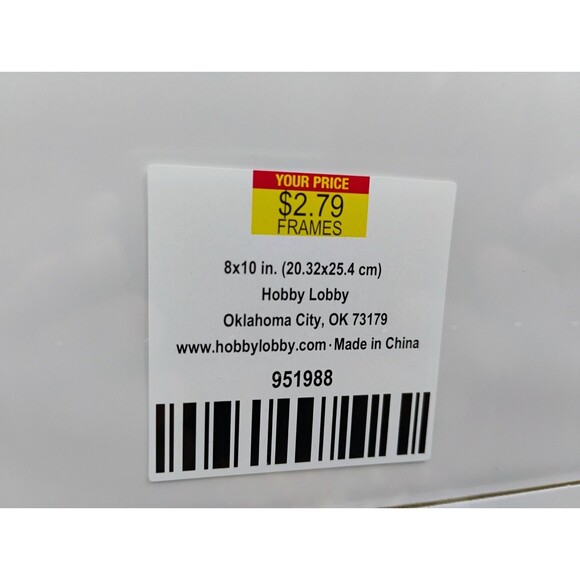 YOUR PRICE
$2.79
FRAMES
8x10 in. (20.32x25.4 cm)
Hobby Lobby
Oklahoma City, OK 73179
www.hobbylobby.com · Made in China
951988